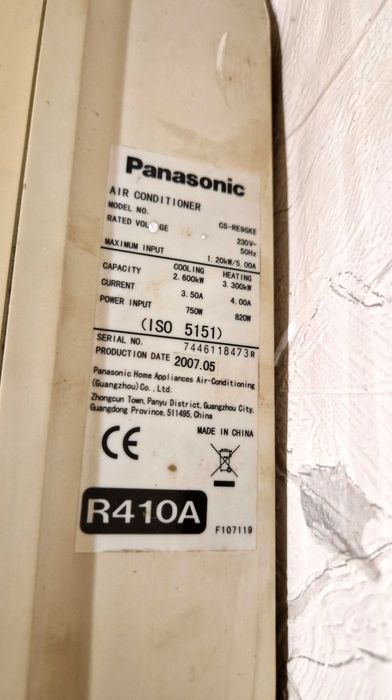 Panasonic
AIR CONDITIONER
MODEL NO. CS-RE9GKE
RATED VOLTAGE 230V~
50Hz
MAXIMUM INPUT 1.20kW/5.00A
COOLING HEATING
CAPACITY 2.600kW 3.300kW
CURRENT 3.50A 4.00A
POWER INPUT 750W 820W
(ISO 5151)
SERIAL NO. 7446118473R
PRODUCTION DATE 2007.05
Panasonic Home Appliances Air-Conditioning
(Guangzhou) Co., Ltd.
Zhongcun Town, Panyu District, Guangzhou City,
Guangdong Province, 511495, China
MADE IN CHINA
CE
R410A
F107119